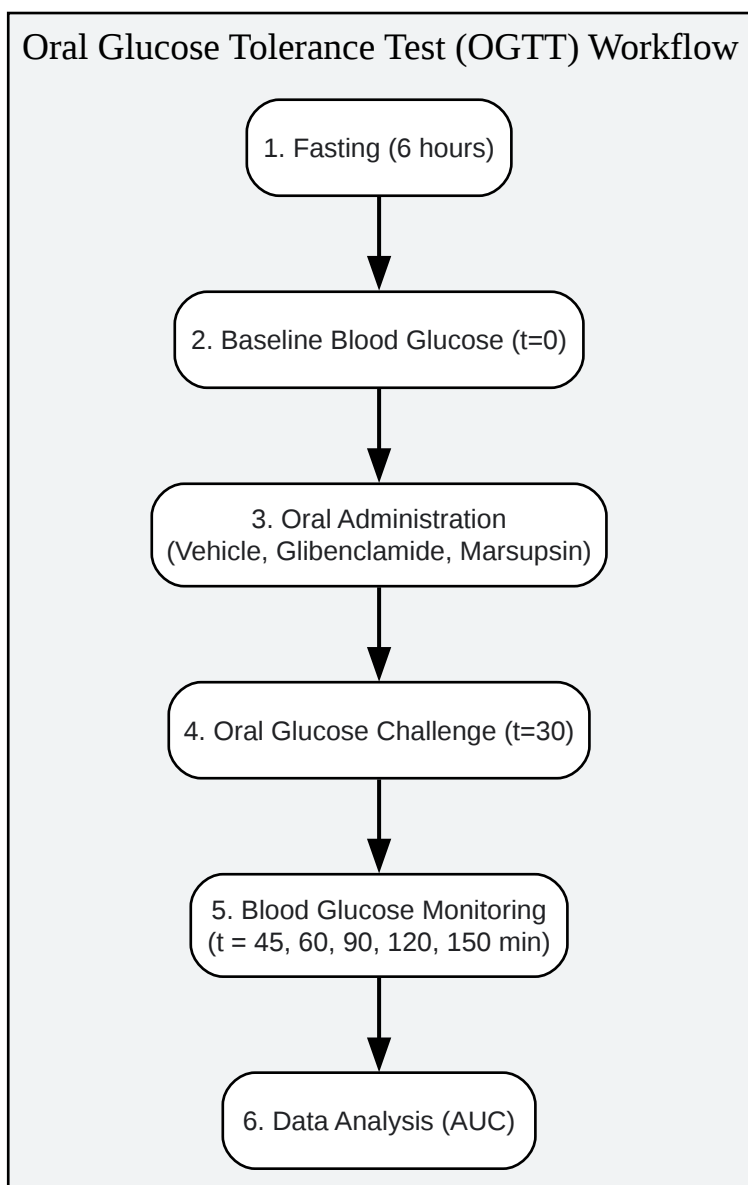 Oral Glucose Tolerance Test (OGTT) Workflow
1. Fasting (6 hours)
2. Baseline Blood Glucose (t=0)
3. Oral Administration
(Vehicle, Glibenclamide, Marsupsin)
4. Oral Glucose Challenge (t=30)
5. Blood Glucose Monitoring
(t = 45, 60, 90, 120, 150 min)
6. Data Analysis (AUC)